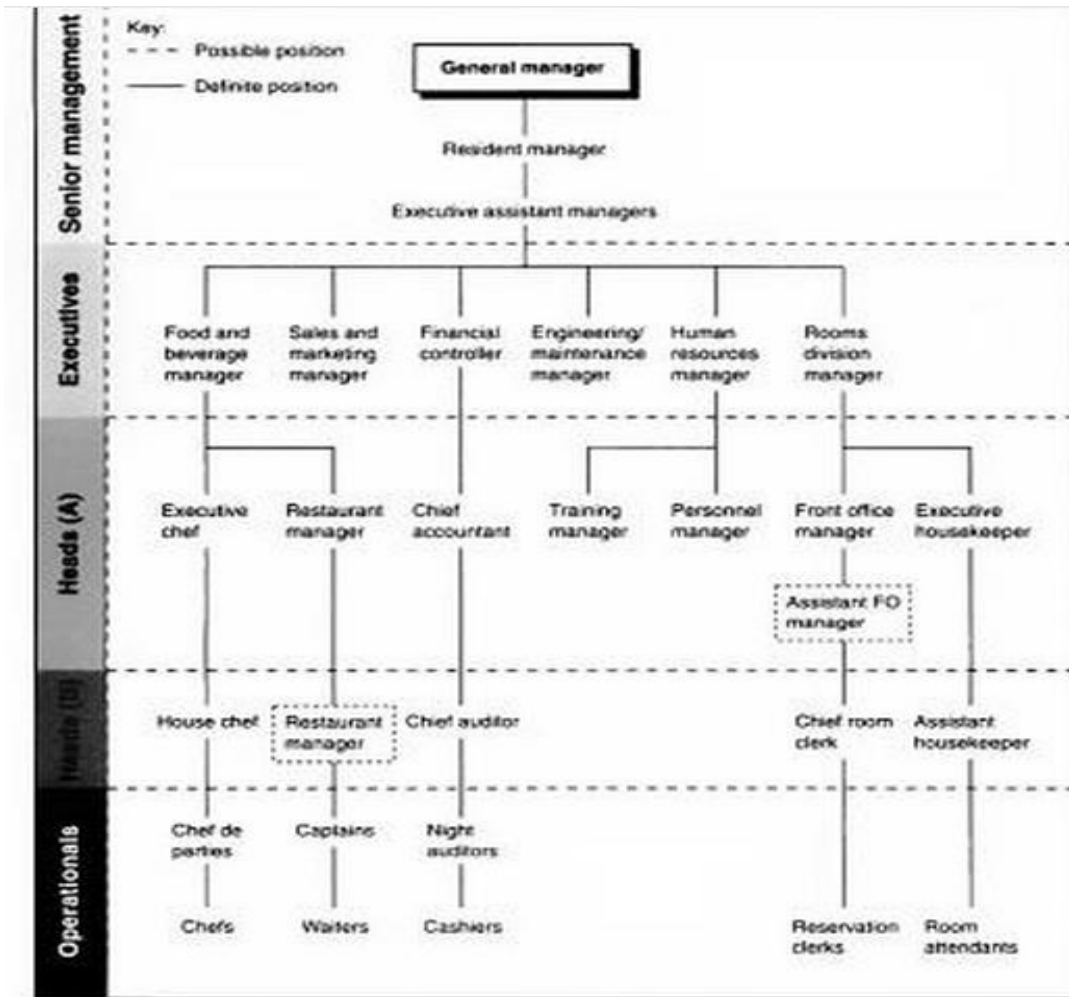 Key:
Possible position
Definite position
General manager
Resident manager
Executive assistant managers
Senior management
Executives
Food and
beverage
manager
Sales and
marketing
manager
Financial
controller
Engineering/
maintenance
manager
Human
resources
manager
Rooms
division
manager
Heads (A)
Executive
chef
Restaurant
manager
Chief
accountant
Training
manager
Personnel
manager
Front office
manager
Executive
housekeeper
Assistant FO
manager
Heads (B)
House chef
Restaurant
manager
Chief auditor
Chief room
clerk
Assistant
housekeeper
Operationals
Chef de
parties
Captains
Night
auditors
Chefs
Waiters
Cashiers
Reservation
clerks
Room
attendants